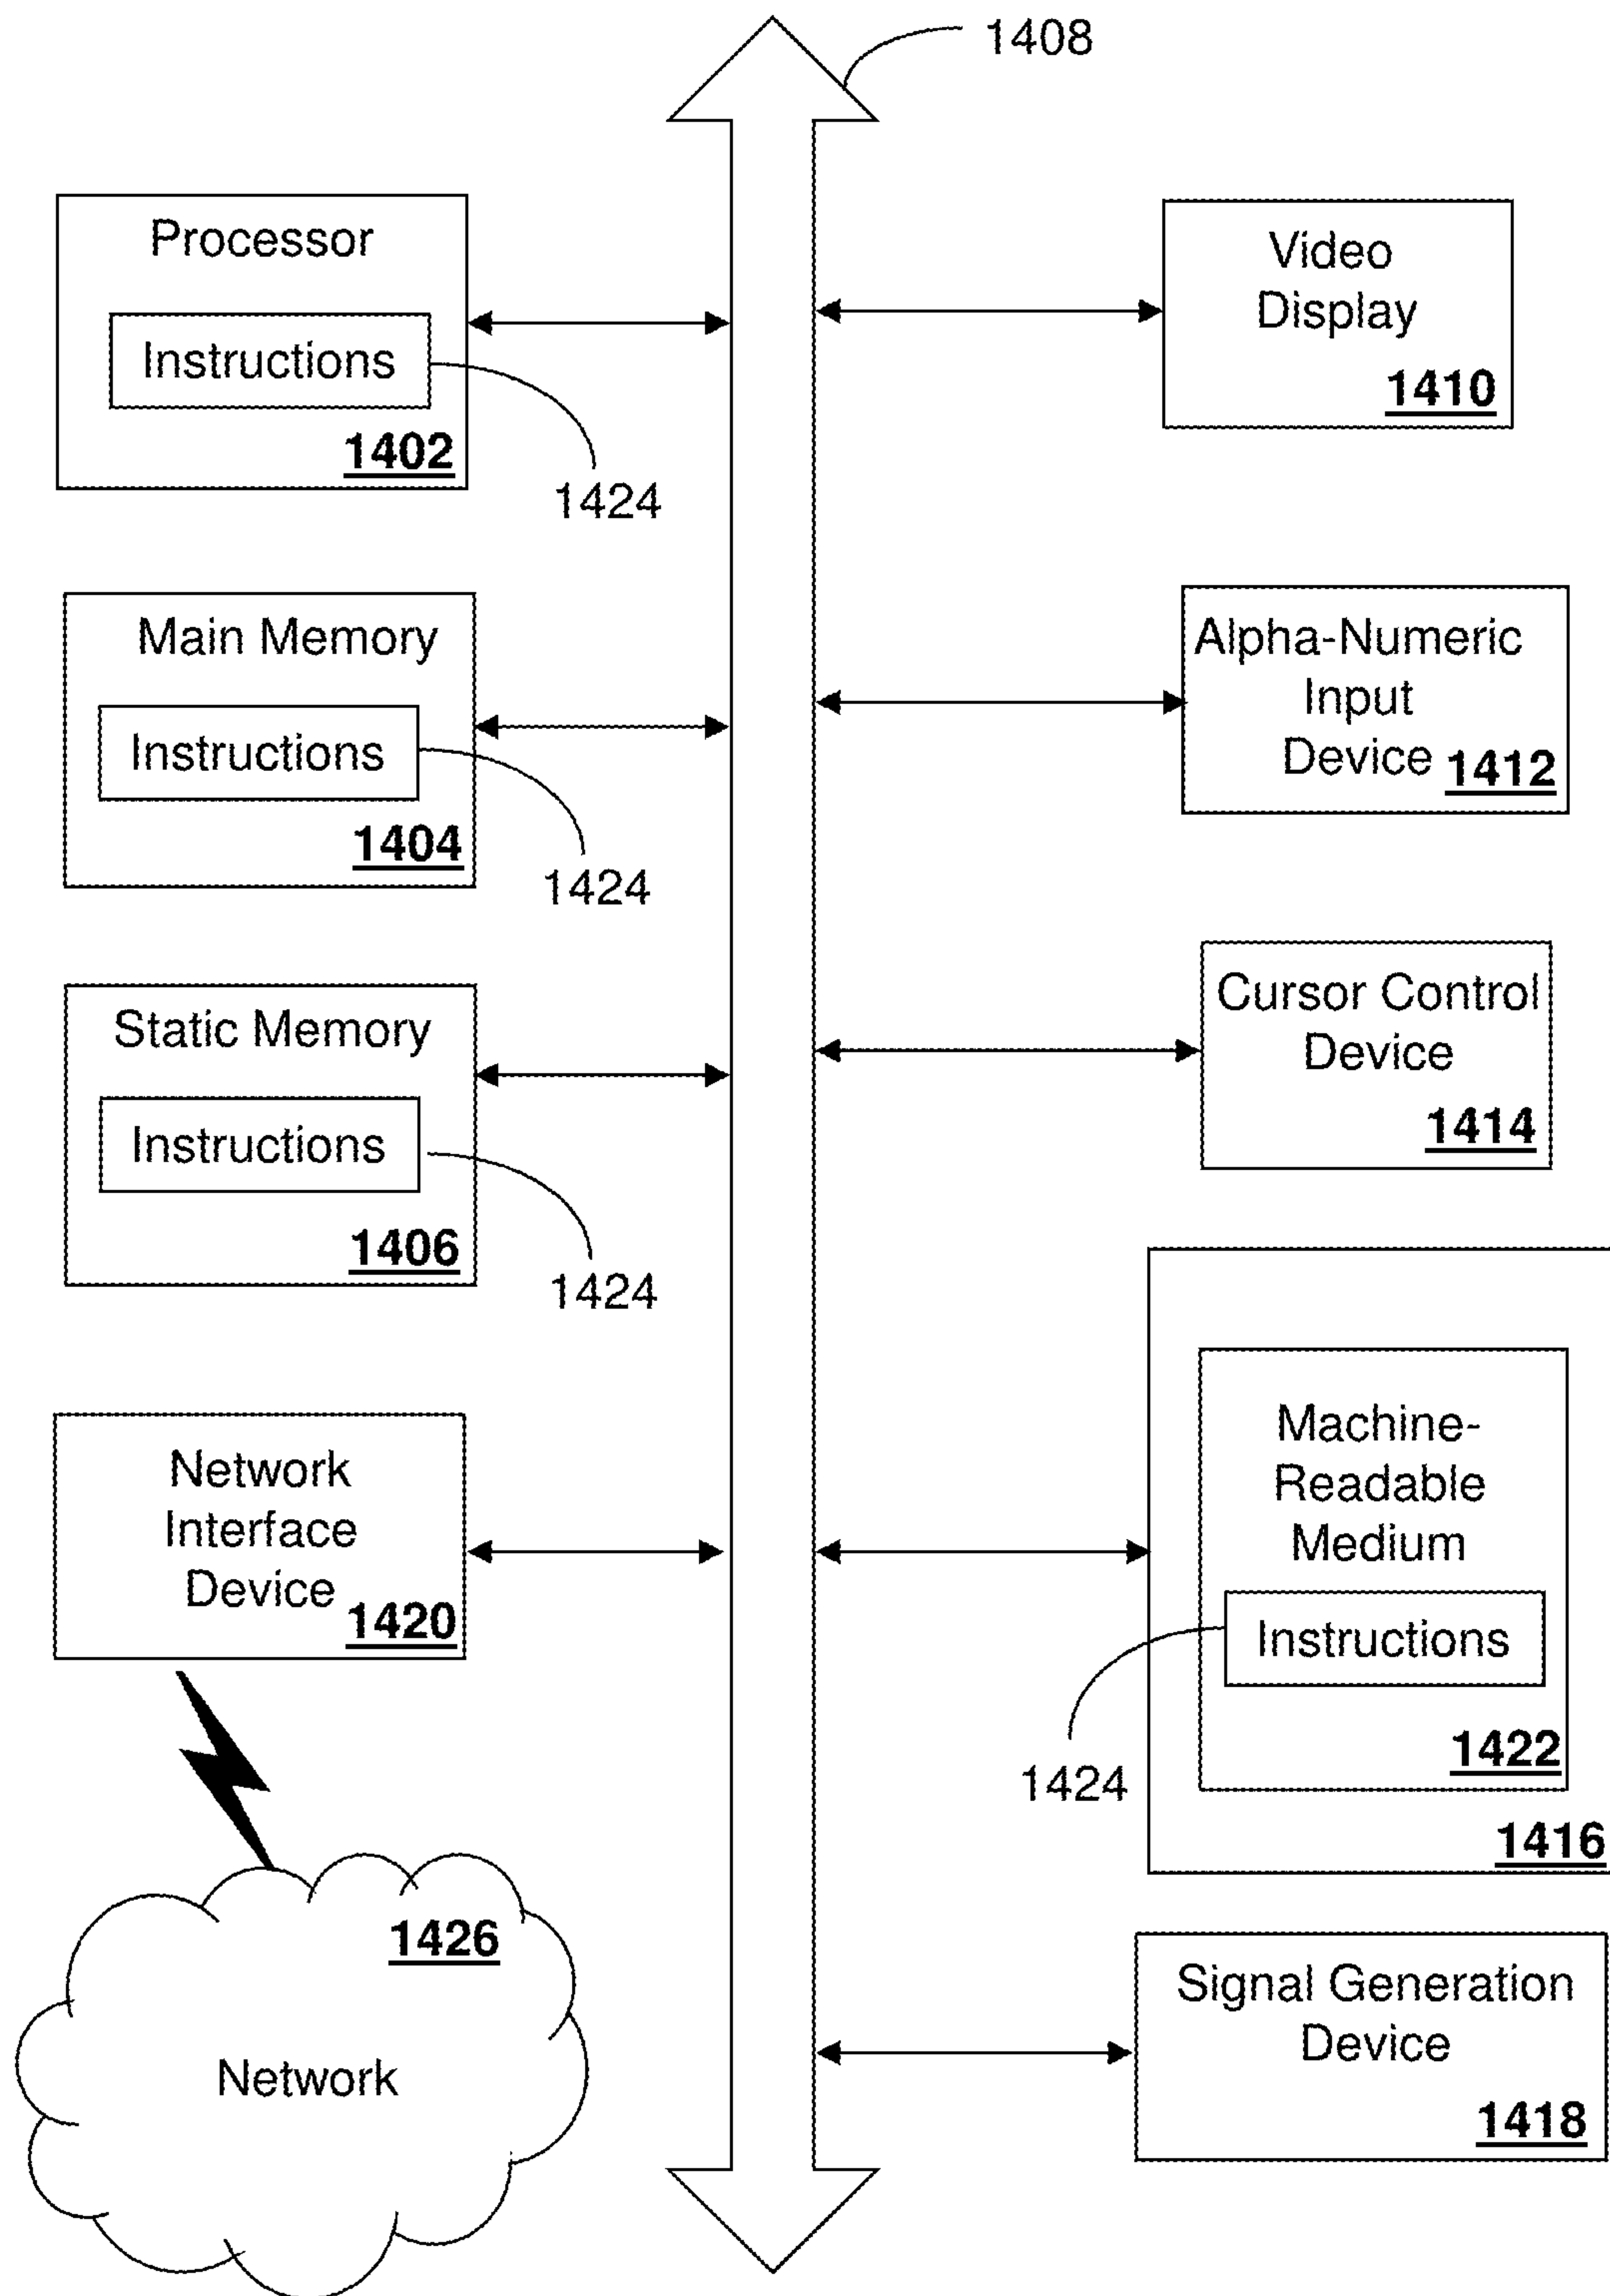 1408
Processor
Instructions
1402
1424
Main Memory
Instructions
1404
1424
Static Memory
Instructions
1406
1424
Network
Interface
Device
1420
1426
Network
Video
Display
1410
Alpha-Numeric
Input
Device
1412
Cursor Control
Device
1414
Machine-
Readable
Medium
Instructions
1422
1424
1416
Signal Generation
Device
1418